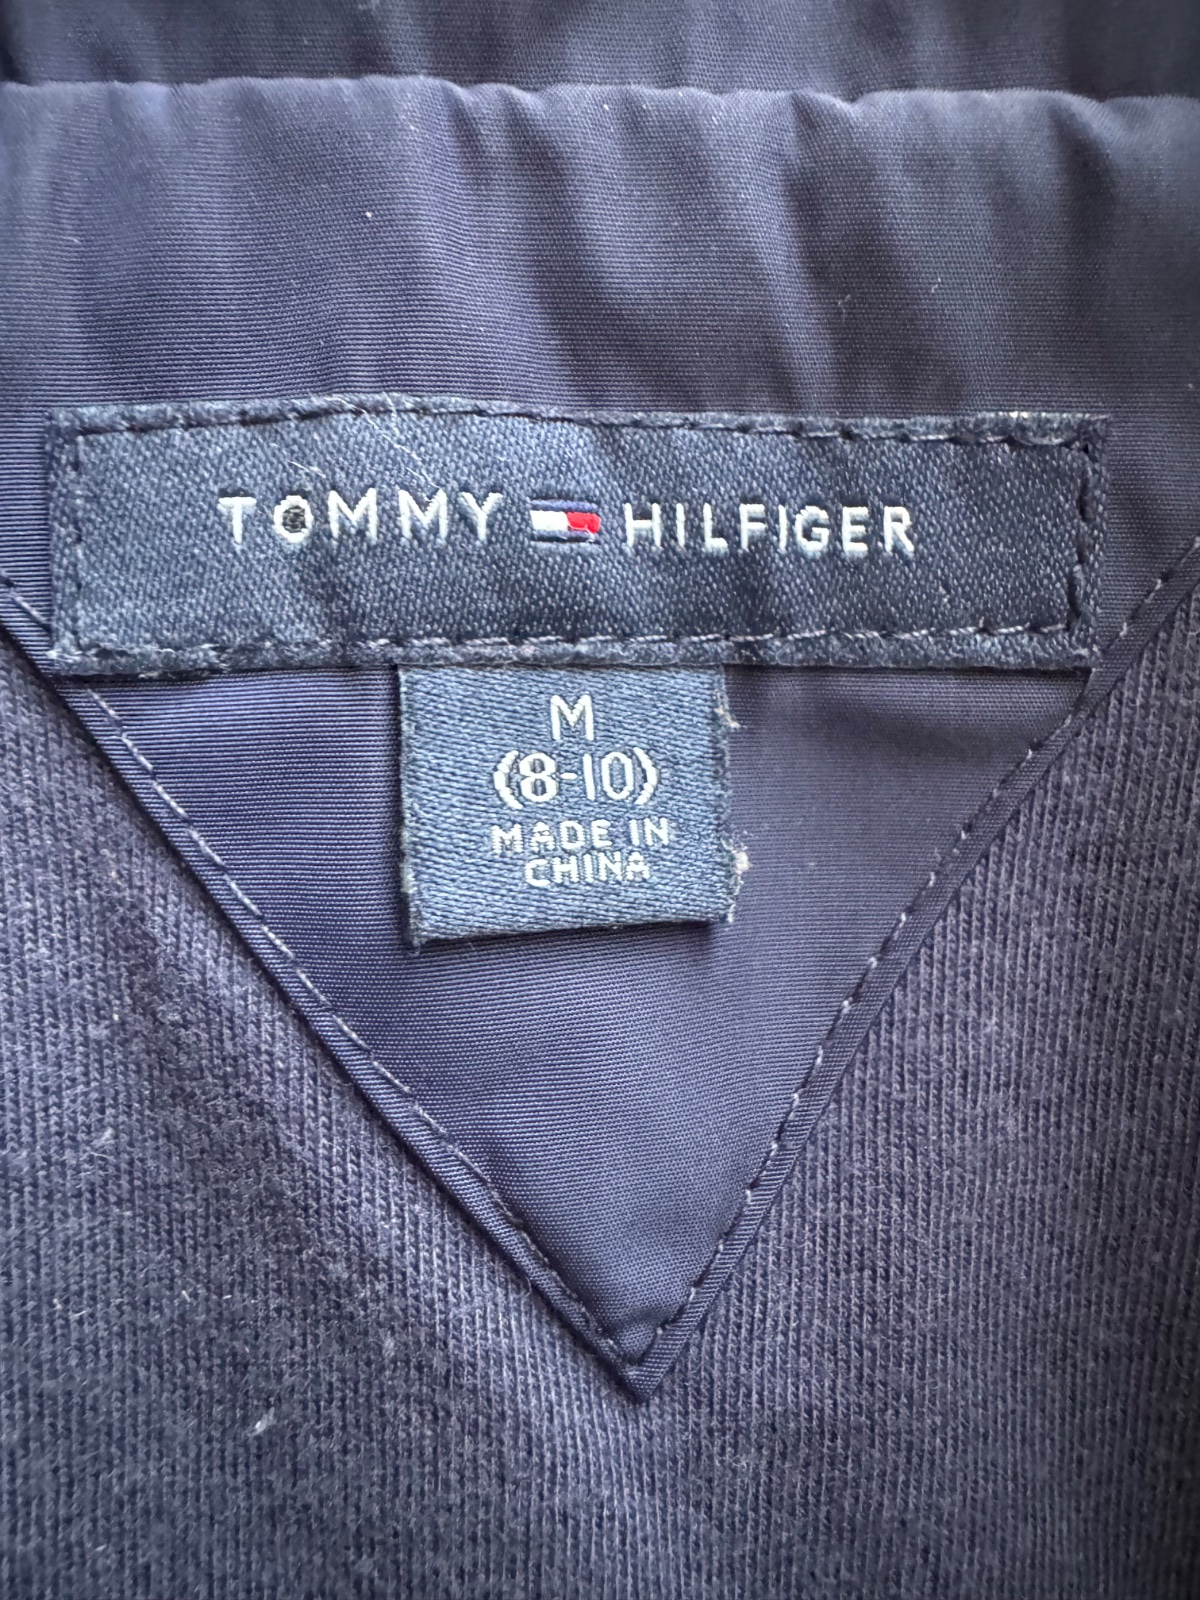 TOMMY HILFIGER
M
(8-10)
MADE IN
CHINA